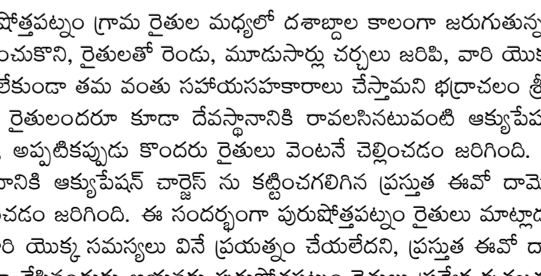 షోత్తపట్నం గ్రామ రైతుల మధ్యలో దశాబ్దాల కాలంగా జరుగుతున్న
ంచుకొని, రైతులతో రెండు, మూడుసార్లు చర్చలు జరిపి, వారి యొక
లేకుండా తమ వంతు సహాయసహకారాలు చేస్తామని భద్రాచలం శ్రీ
రైతులందరూ కూడా దేవస్థానానికి రావలసినటువంటి ఆక్యుపేష
అప్పటికప్పుడు కొందరు రైతులు వెంటనే చెల్లించడం జరిగింది.
ానికి ఆక్యుపేషన్ చార్జెస్ ను కట్టించగలిగిన ప్రస్తుత ఈవో దామో
చడం జరిగింది. ఈ సందర్భంగా పురుషోత్తపట్నం రైతులు మాట్లాడ
రి యొక్క సమస్యలు వినే ప్రయత్నం చేయలేదని, ప్రస్తుత ఈవో దా